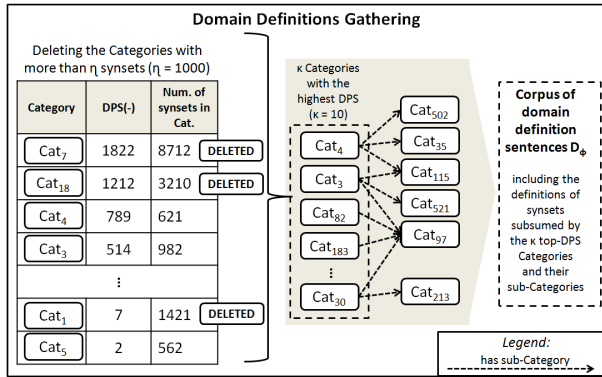 Domain Definitions Gathering
Deleting the Categories with
more than η synsets (η = 1000)
Category DPS(-) Num. of
synsets in
Cat.
Cat7 1822 8712 DELETED
Cat18 1212 3210 DELETED
Cat4 789 621
Cat3 514 982
⋮
Cat1 7 1421 DELETED
Cat5 2 562
κ Categories
with the
highest DPS
(κ = 10)
Cat4
Cat3
Cat82
Cat183
⋮
Cat30
Cat502
Cat35
Cat115
Cat521
Cat97
Cat213
Corpus of
domain
definition
sentences Dϕ
including the
definitions of
synsets
subsumed by
the κ top-DPS
Categories
and their
sub-Categories
Legend:
has sub-Category